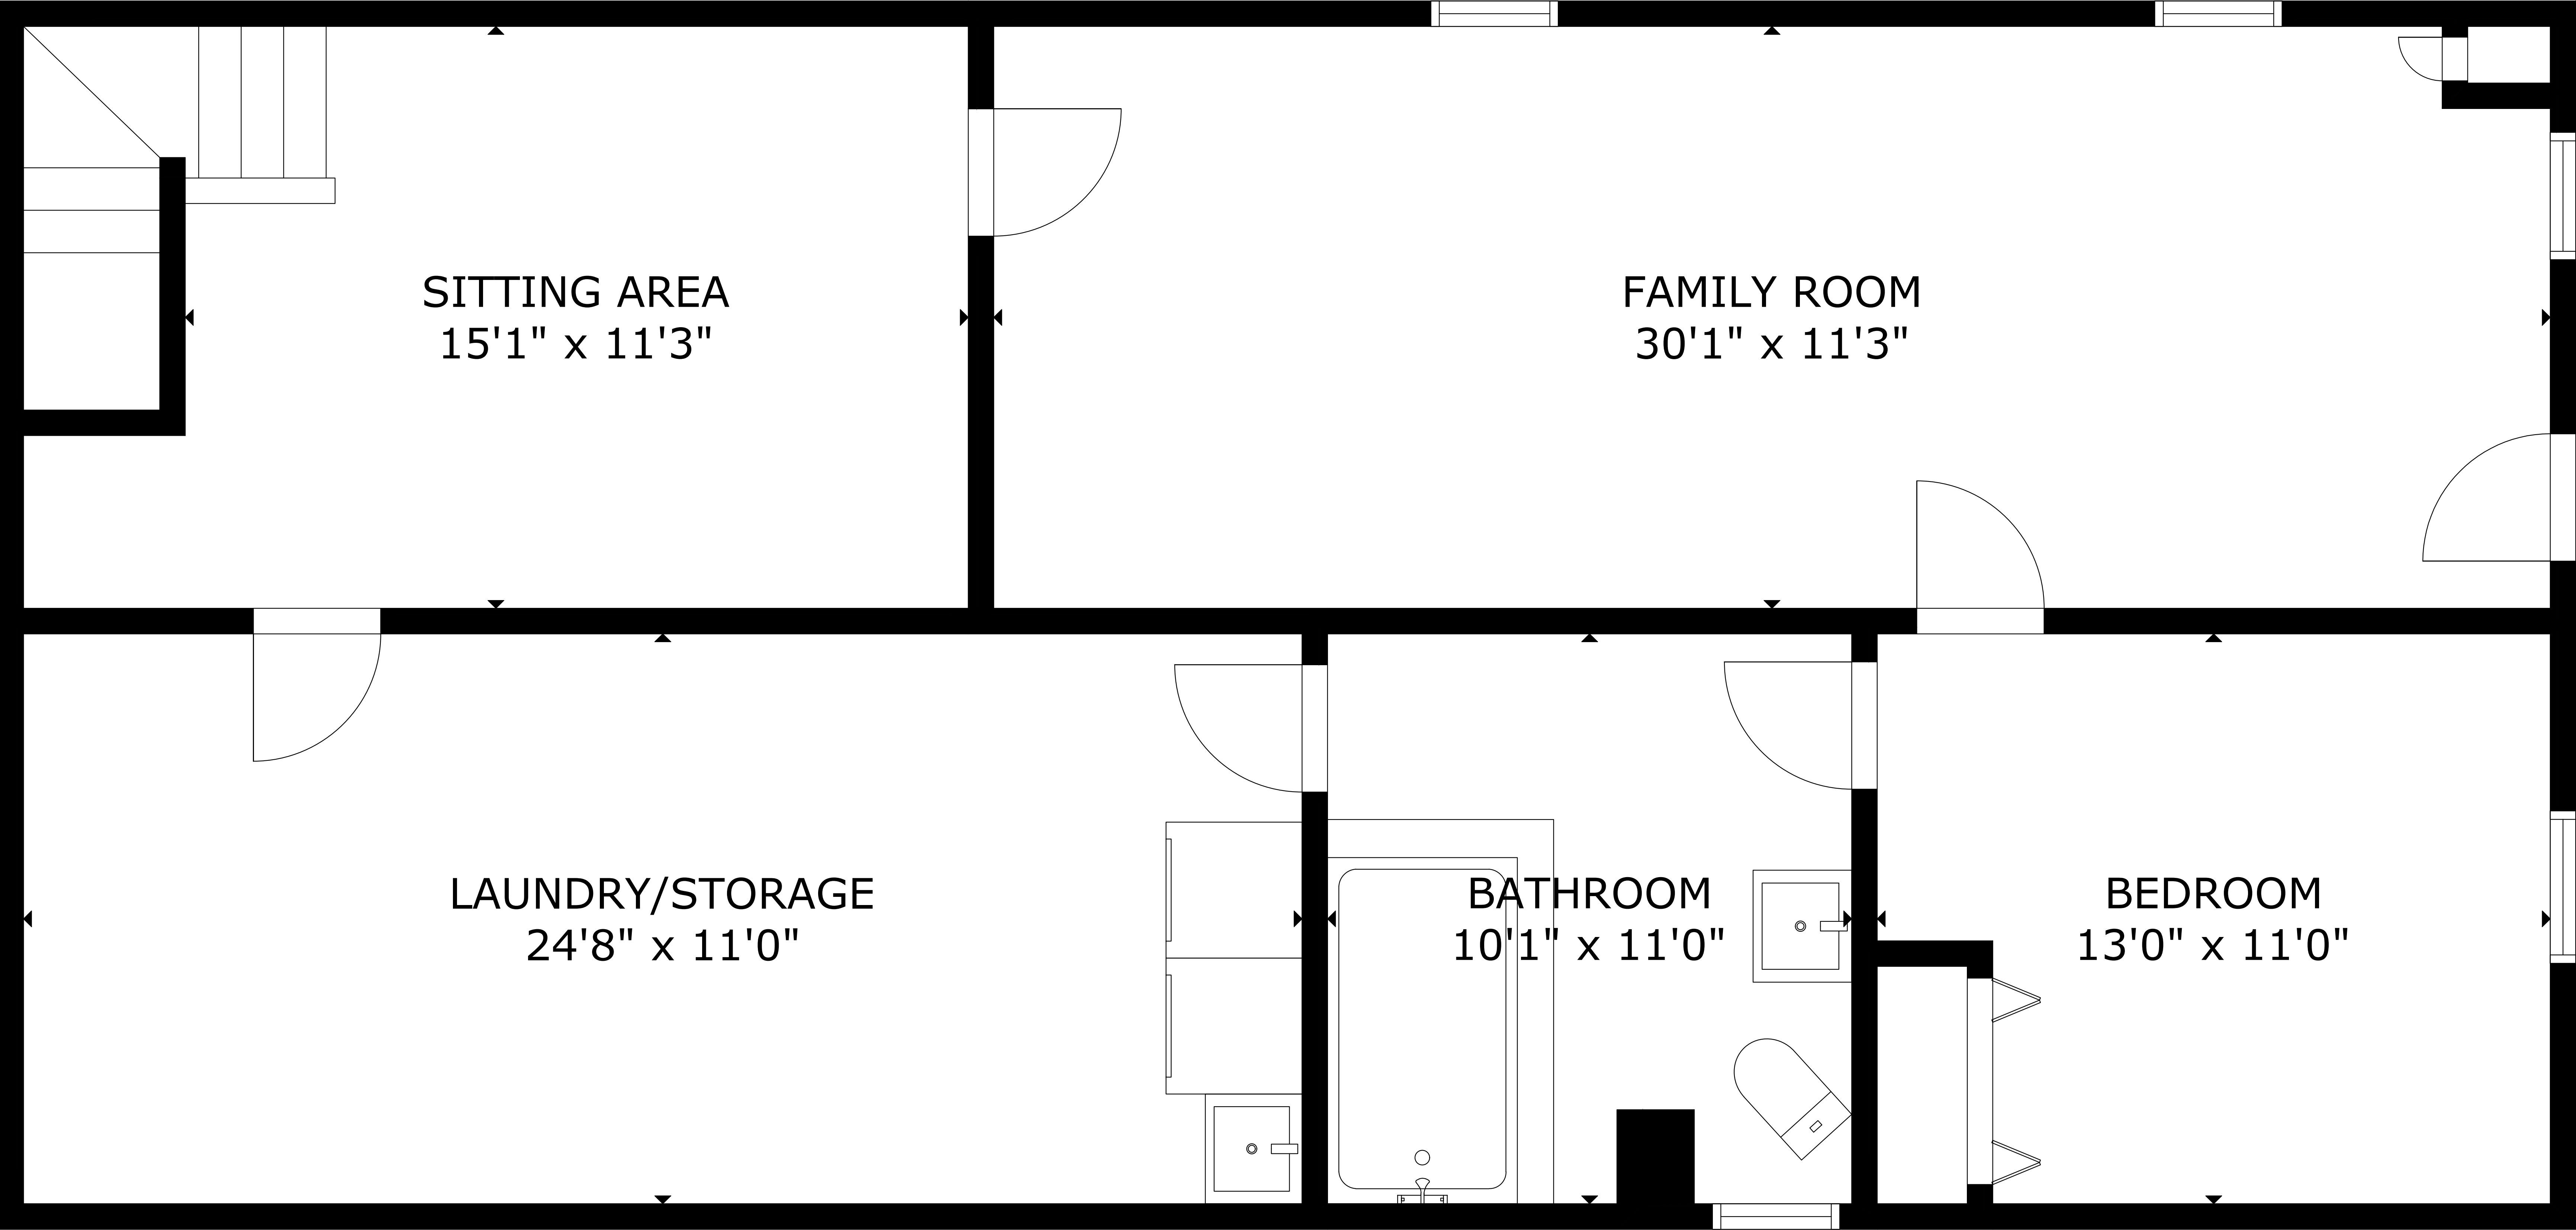 SITTING AREA
15'1" x 11'3"
FAMILY ROOM
30'1" x 11'3"
LAUNDRY/STORAGE
24'8" x 11'0"
BATHROOM
10'1" x 11'0"
BEDROOM
13'0" x 11'0"